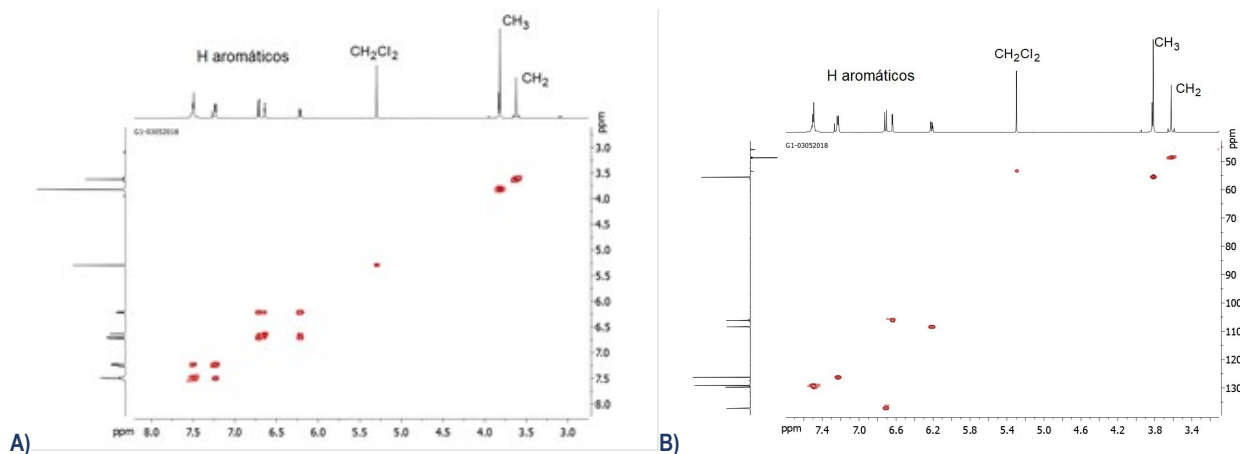 CH3
CH2Cl2
H aromáticos
CH2
ppm
G1-03052018
3.0
3.5
4.0
4.5
5.0
5.5
6.0
6.5
7.0
7.5
8.0
ppm 8.0 7.5 7.0 6.5 6.0 5.5 5.0 4.5 4.0 3.5 3.0
A)
CH3
CH2Cl2
H aromáticos
CH2
ppm
G1-03052018
50
60
70
80
90
100
110
120
130
ppm 7.4 7.0 6.6 6.2 5.8 5.4 5.0 4.6 4.2 3.8 3.4
B)